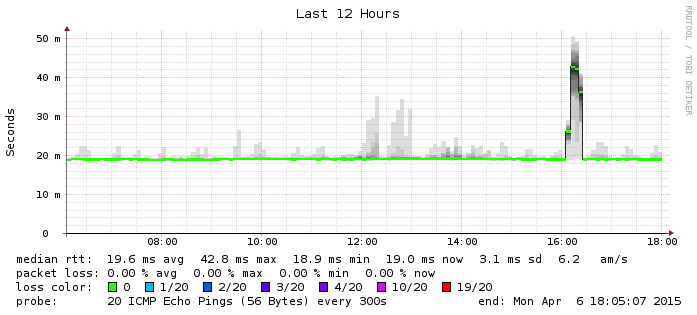 Last 12 Hours
RRDTOOL / TOBI OETIKER
Seconds
50 m
40 m
30 m
20 m
10 m
0
08:00 10:00 12:00 14:00 16:00 18:00
median rtt: 19.6 ms avg 42.8 ms max 18.9 ms min 19.0 ms now 3.1 ms sd 6.2 am/s
packet loss: 0.00 % avg 0.00 % max 0.00 % min 0.00 % now
loss color: 0 1/20 2/20 3/20 4/20 10/20 19/20
probe: 20 ICMP Echo Pings (56 Bytes) every 300s end: Mon Apr 6 18:05:07 2015